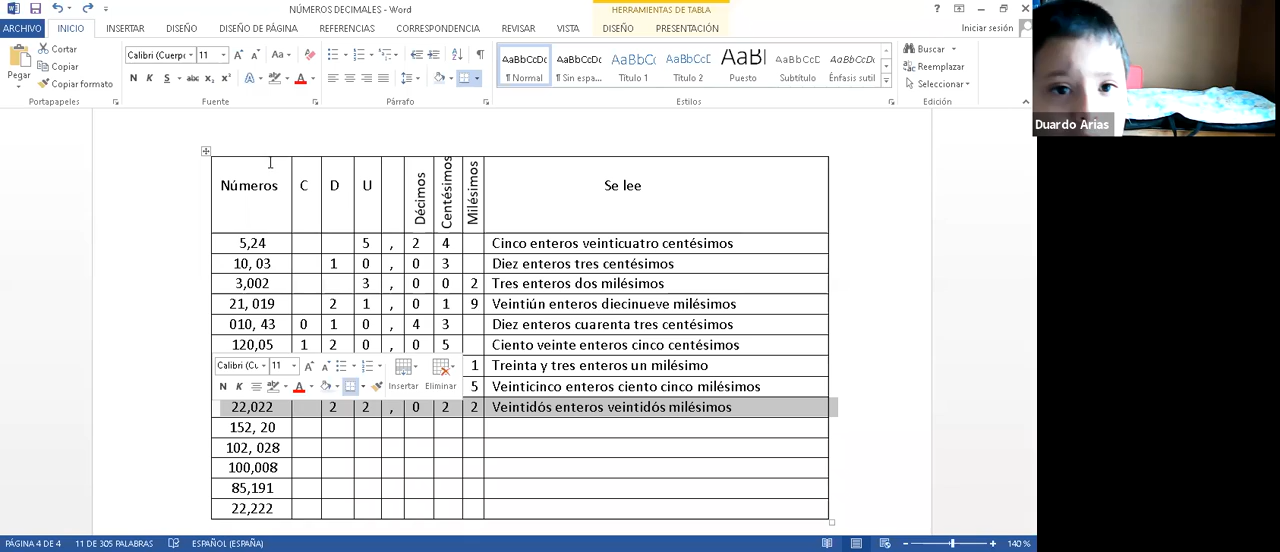 NÚMEROS DECIMALES - Word
HERRAMIENTAS DE TABLA
ARCHIVO INICIO INSERTAR DISEÑO DISEÑO DE PÁGINA REFERENCIAS CORRESPONDENCIA REVISAR VISTA DISEÑO PRESENTACIÓN Iniciar sesión
Pegar
Cortar
Copiar
Copiar formato
Portapapeles
Calibri (Cuerp 11
Fuente
Párrafo
AaBbCcDc AaBbCcDc AaBbCc AaBbCcC AaBl AaBbCcC AaBbCcDc
¶ Normal ¶ Sin espa... Título 1 Título 2 Puesto Subtítulo Énfasis sutil
Estilos
Buscar
Reemplazar
Seleccionar
Edición
Duardo Arias
Números C D U Décimos Centésimos Milésimos Se lee
5,24 5 , 2 4 Cinco enteros veinticuatro centésimos
10, 03 1 0 , 0 3 Diez enteros tres centésimos
3,002 3 , 0 0 2 Tres enteros dos milésimos
21, 019 2 1 , 0 1 9 Veintiún enteros diecinueve milésimos
010, 43 0 1 0 , 4 3 Diez enteros cuarenta tres centésimos
120,05 1 2 0 , 0 5 Ciento veinte enteros cinco centésimos
Calibri (Cu 11 1 Treinta y tres enteros un milésimo
N K Insertar Eliminar 5 Veinticinco enteros ciento cinco milésimos
22,022 2 2 , 0 2 2 Veintidós enteros veintidós milésimos
152, 20
102, 028
100,008
85,191
22,222
PÁGINA 4 DE 4 11 DE 305 PALABRAS ESPAÑOL (ESPAÑA) 140 %